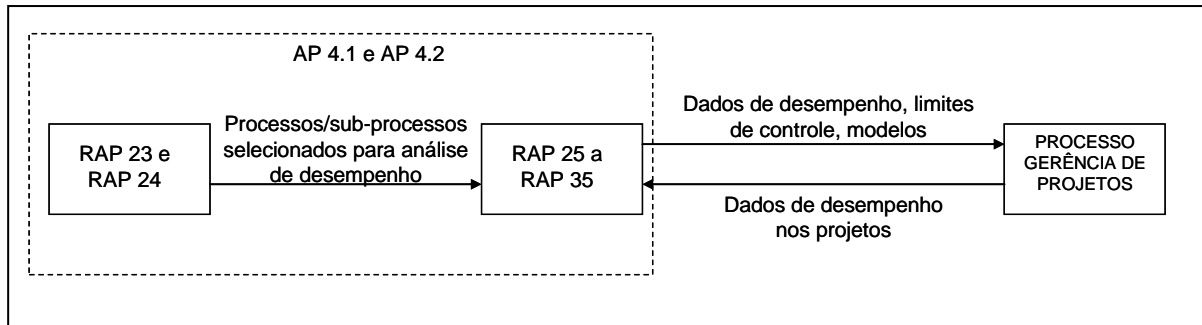 AP 4.1 e AP 4.2
RAP 23 e
RAP 24
Processos/sub-processos
selecionados para análise
de desempenho
RAP 25 a
RAP 35
Dados de desempenho, limites
de controle, modelos
Dados de desempenho
nos projetos
PROCESSO
GERÊNCIA DE
PROJETOS